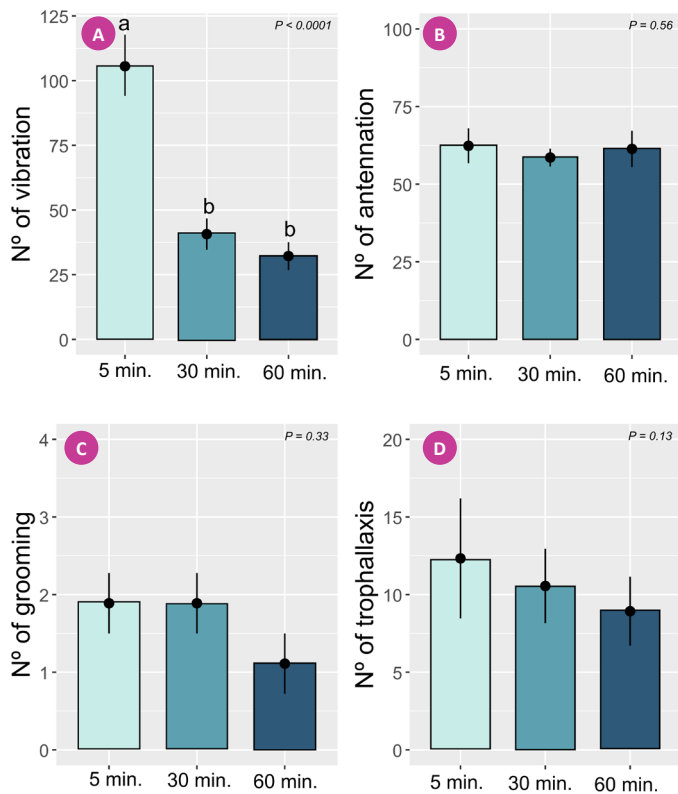 A
P < 0.0001
125
100
75
50
25
0
Nº of vibration
a
b
b
5 min.
30 min.
60 min.
B
P = 0.56
100
75
50
25
0
Nº of antennation
5 min.
30 min.
60 min.
C
P = 0.33
4
3
2
1
0
Nº of grooming
5 min.
30 min.
60 min.
D
P = 0.13
20
15
10
5
0
Nº of trophallaxis
5 min.
30 min.
60 min.